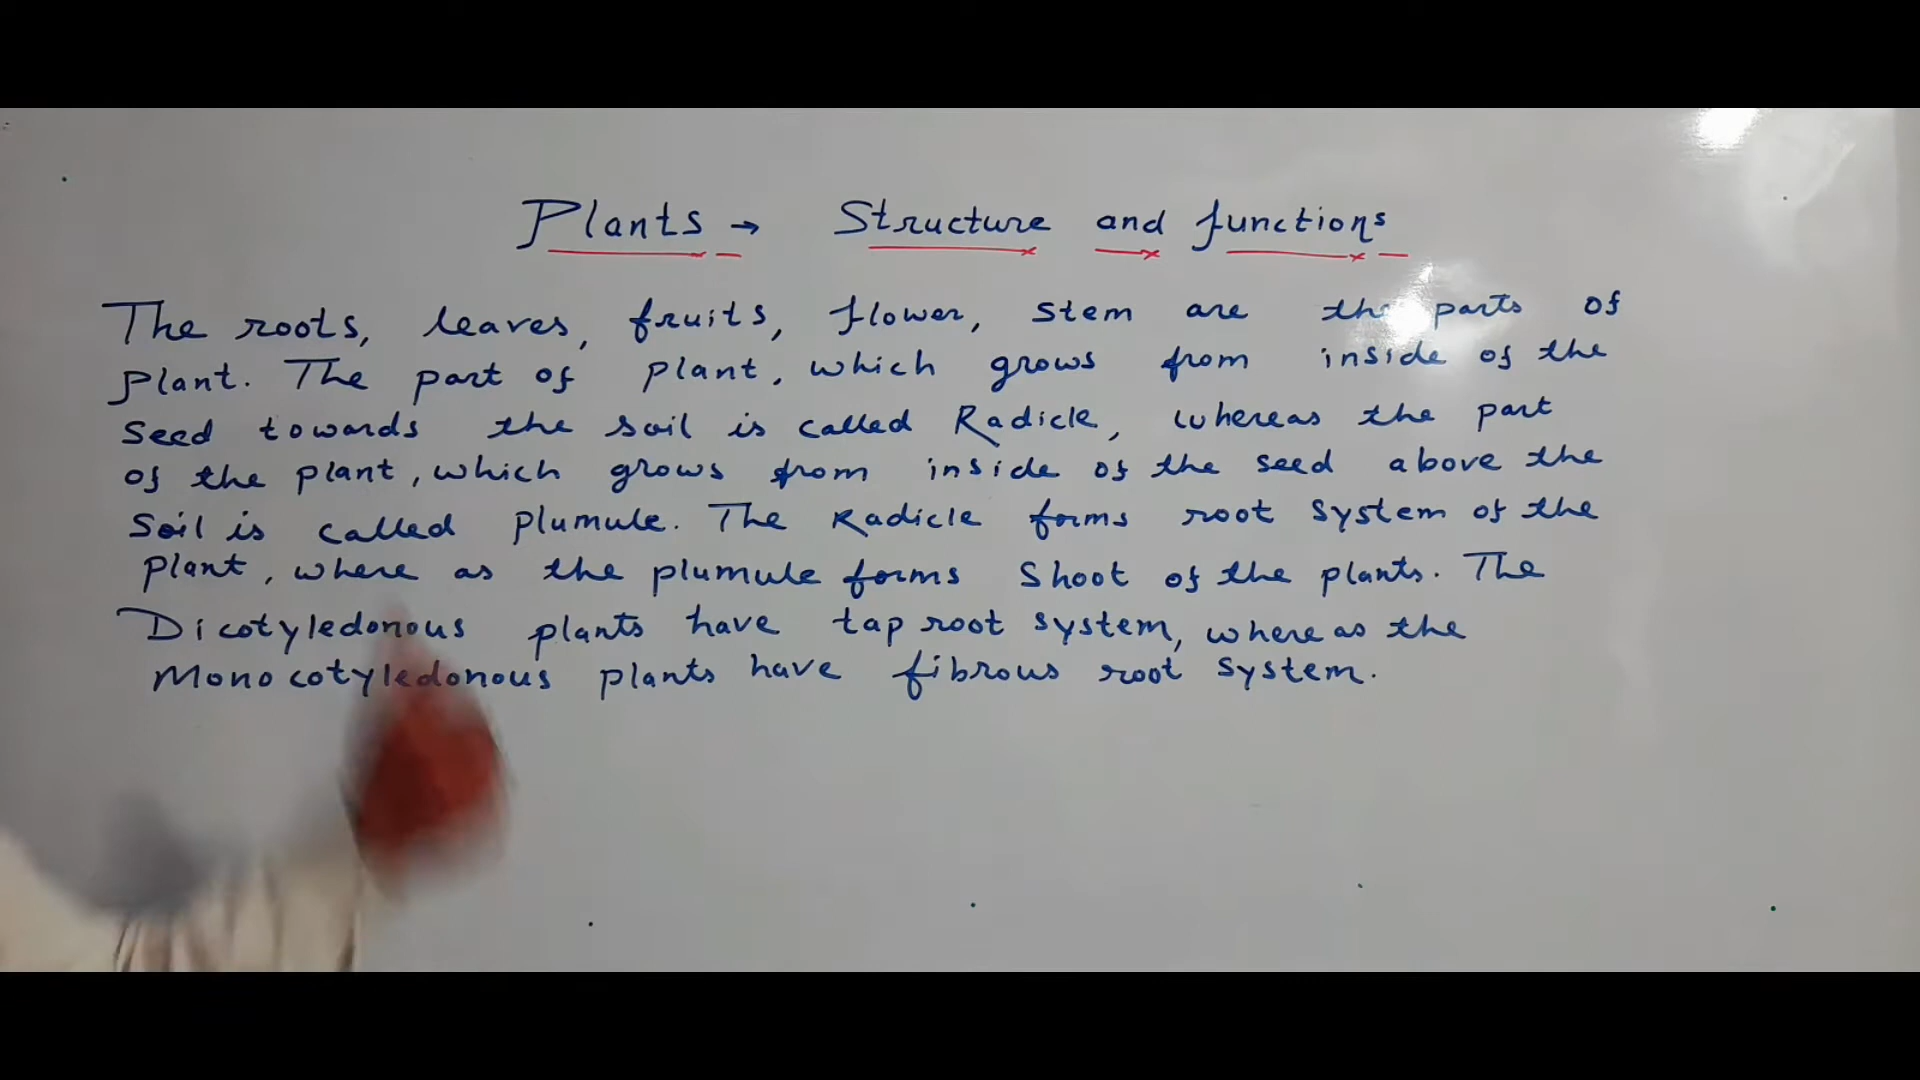 Plants → Structure and functions
The roots, leaves, fruits, flower, stem are the parts of
plant. The part of plant, which grows from inside of the
seed towards the soil is called Radicle, whereas the part
of the plant, which grows from inside of the seed above the
soil is called plumule. The Radicle forms root system of the
plant, where as the plumule forms shoot of the plants. The
Dicotyledonous plants have tap root system, where as the
Monocotyledonous plants have fibrous root system.